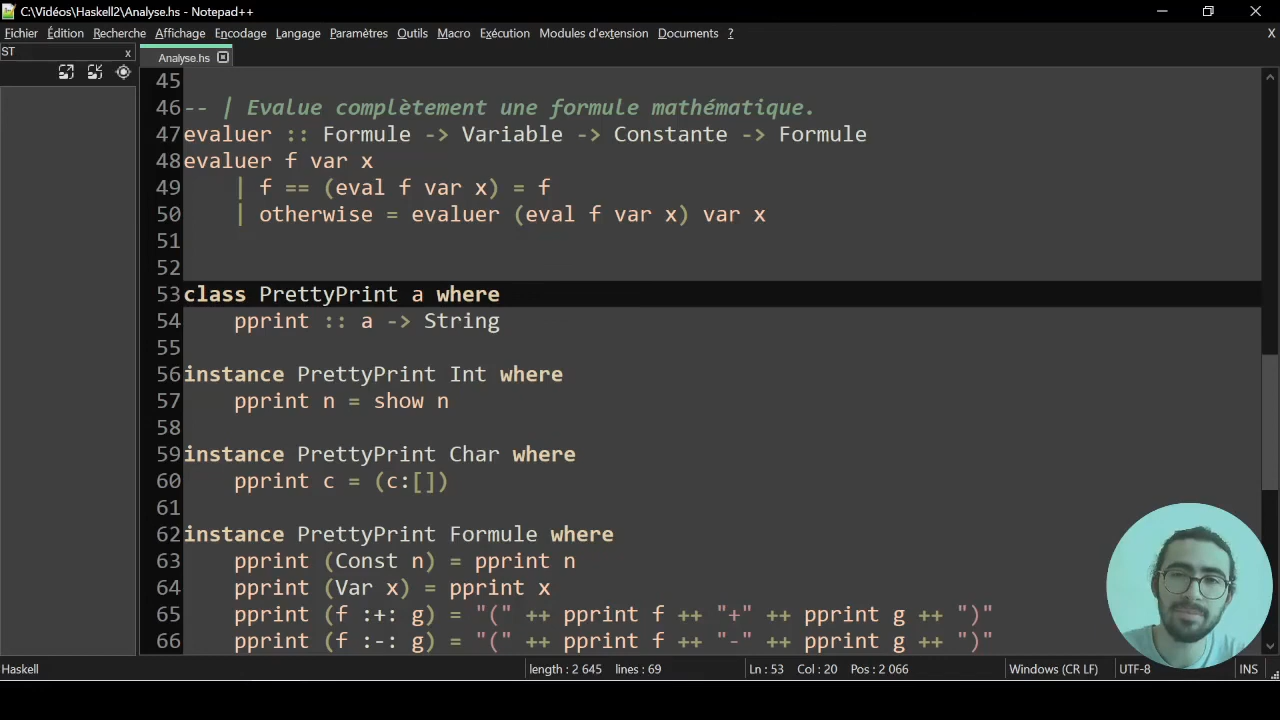 C:\Vidéos\Haskell2\Analyse.hs - Notepad++
Fichier Édition Recherche Affichage Encodage Langage Paramètres Outils Macro Exécution Modules d'extension Documents ? X
ST x
Analyse.hs
45
46 -- | Evalue complètement une formule mathématique.
47 evaluer :: Formule -> Variable -> Constante -> Formule
48 evaluer f var x
49     | f == (eval f var x) = f
50     | otherwise = evaluer (eval f var x) var x
51
52
53 class PrettyPrint a where
54     pprint :: a -> String
55
56 instance PrettyPrint Int where
57     pprint n = show n
58
59 instance PrettyPrint Char where
60     pprint c = (c:[])
61
62 instance PrettyPrint Formule where
63     pprint (Const n) = pprint n
64     pprint (Var x) = pprint x
65     pprint (f :+: g) = "(" ++ pprint f ++ "+" ++ pprint g ++ ")"
66     pprint (f :-: g) = "(" ++ pprint f ++ "-" ++ pprint g ++ ")"
Haskell length : 2 645 lines : 69 Ln : 53 Col : 20 Pos : 2 066 Windows (CR LF) UTF-8 INS